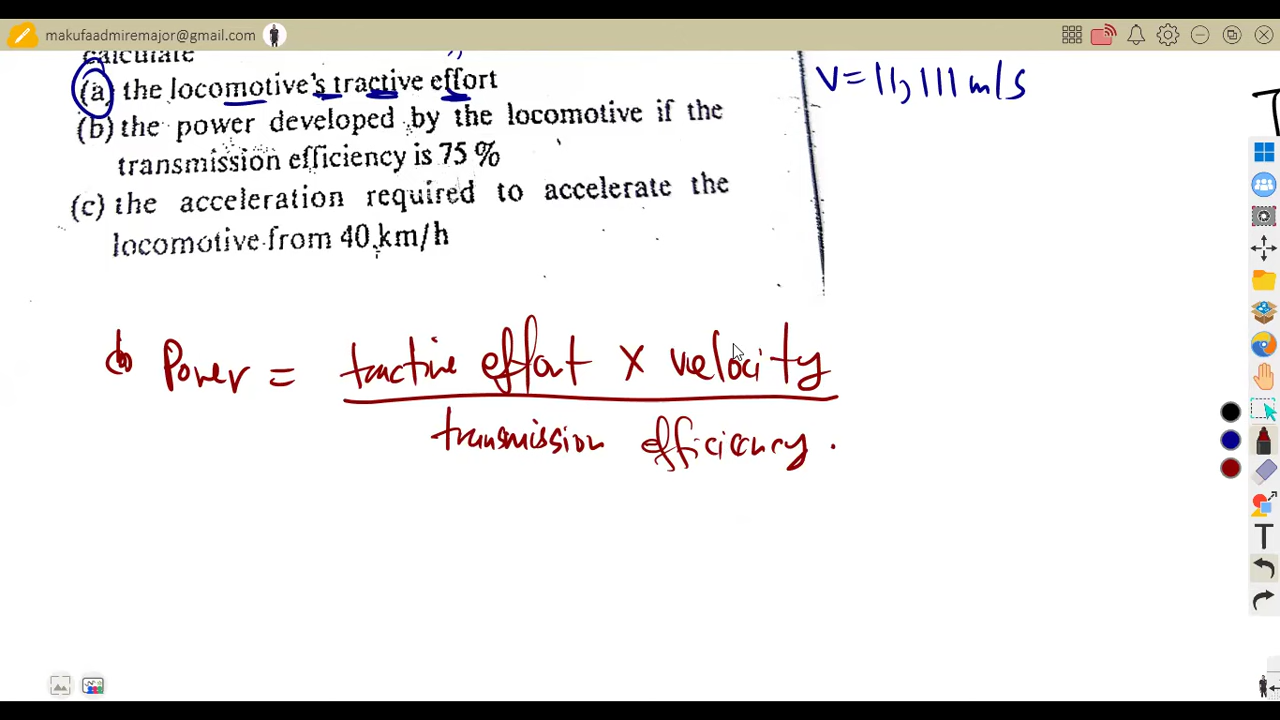 makufaadmiremajor@gmail.com
calculate
(a) the locomotive's tractive effort
(b) the power developed by the locomotive if the
transmission efficiency is 75 %
(c) the acceleration required to accelerate the
locomotive from 40 km/h
V= 11,111 m/s
b Power = tractive effort X velocity
transmission efficiency.
T